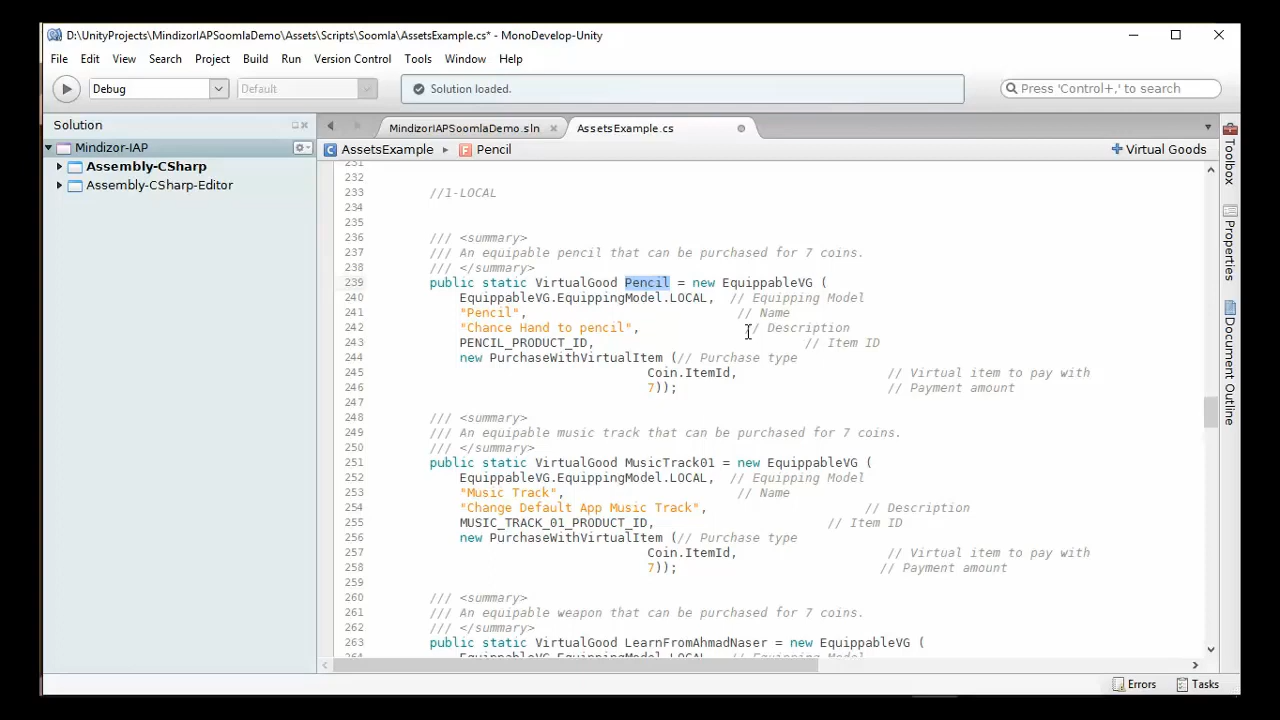 D:\UnityProjects\MindizorIAPSoomlaDemo\Assets\Scripts\Soomla\AssetsExample.cs* - MonoDevelop-Unity
File Edit View Search Project Build Run Version Control Tools Window Help
Debug Default Solution loaded. Press 'Control+,' to search
Solution MindizorIAPSoomlaDemo.sln AssetsExample.cs
Mindizor-IAP AssetsExample Pencil Virtual Goods
Assembly-CSharp
Assembly-CSharp-Editor
Toolbox
Properties
Document Outline
231
232
233 //1-LOCAL
234
235
236 /// <summary>
237 /// An equipable pencil that can be purchased for 7 coins.
238 /// </summary>
239 public static VirtualGood Pencil = new EquippableVG (
240 EquippableVG.EquippingModel.LOCAL, // Equipping Model
241 "Pencil", // Name
242 "Chance Hand to pencil", // Description
243 PENCIL_PRODUCT_ID, // Item ID
244 new PurchaseWithVirtualItem (// Purchase type
245 Coin.ItemId, // Virtual item to pay with
246 7)); // Payment amount
247
248 /// <summary>
249 /// An equipable music track that can be purchased for 7 coins.
250 /// </summary>
251 public static VirtualGood MusicTrack01 = new EquippableVG (
252 EquippableVG.EquippingModel.LOCAL, // Equipping Model
253 "Music Track", // Name
254 "Change Default App Music Track", // Description
255 MUSIC_TRACK_01_PRODUCT_ID, // Item ID
256 new PurchaseWithVirtualItem (// Purchase type
257 Coin.ItemId, // Virtual item to pay with
258 7)); // Payment amount
259
260 /// <summary>
261 /// An equipable weapon that can be purchased for 7 coins.
262 /// </summary>
263 public static VirtualGood LearnFromAhmadNaser = new EquippableVG (
264 EquippableVG.EquippingModel.LOCAL, // Equipping Model
Errors Tasks